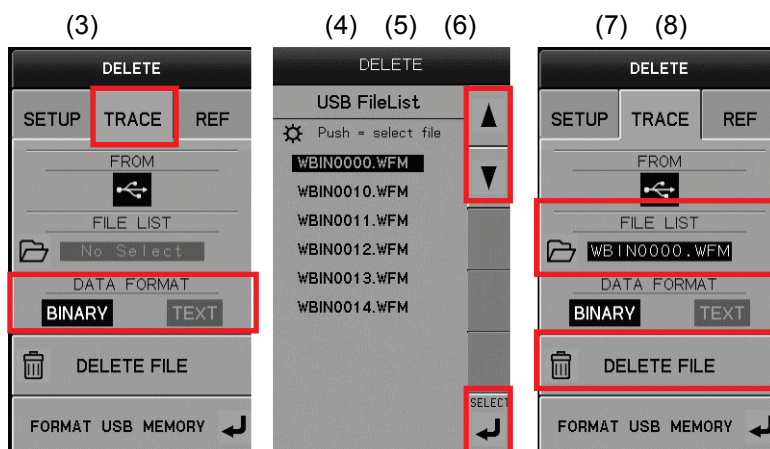 (3)
DELETE
SETUP TRACE REF
FROM
FILE LIST
No Select
DATA FORMAT
BINARY TEXT
DELETE FILE
FORMAT USB MEMORY
(4) (5) (6)
DELETE
USB FileList
Push = select file
WBIN0000.WFM
WBIN0010.WFM
WBIN0011.WFM
WBIN0012.WFM
WBIN0013.WFM
WBIN0014.WFM
SELECT
(7) (8)
DELETE
SETUP TRACE REF
FROM
FILE LIST
WBIN0000.WFM
DATA FORMAT
BINARY TEXT
DELETE FILE
FORMAT USB MEMORY